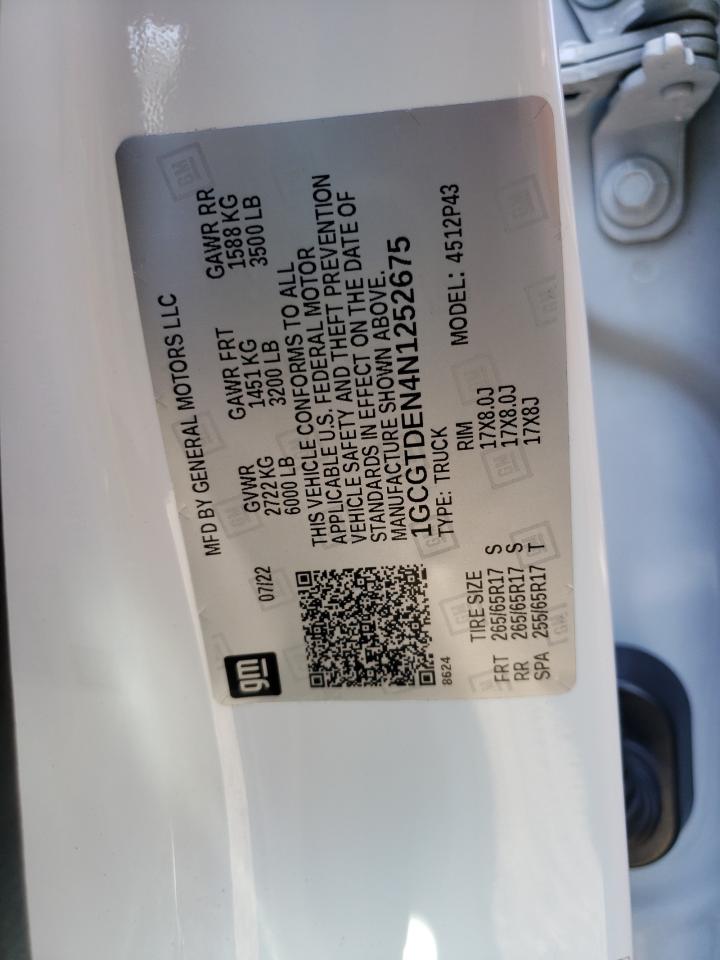 gm
07/22
MFD BY GENERAL MOTORS LLC
GVWR GAWR FRT GAWR RR
2722 KG 1451 KG 1588 KG
6000 LB 3200 LB 3500 LB
THIS VEHICLE CONFORMS TO ALL
APPLICABLE U.S. FEDERAL MOTOR
VEHICLE SAFETY AND THEFT PREVENTION
STANDARDS IN EFFECT ON THE DATE OF
MANUFACTURE SHOWN ABOVE.
1GCGTDEN4N1252675
TYPE: TRUCK MODEL: 4512P43
8624
TIRE SIZE RIM
FRT 265/65R17 S 17X8.0J
RR 265/65R17 S 17X8.0J
SPA 255/65R17 T 17X8J